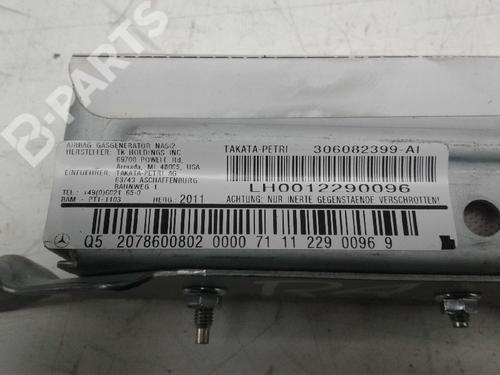 B-PARTS
AIRBAG GASGENERATOR NASI2
HERSTELLER: TK HOLDINGS INC.
69700 POWELL Rd.
Armada, MI 48005, USA
EINFUEHRER: TAKATA-PETRI AG
63743 ASCHAFFENBURG
BAHNWEG 1
TEL.: +49(0)6021 65-0
BAM - PT1-1103 HERG. 2011
TAKATA-PETRI 306082399-AI
LH0012290096
ACHTUNG: NUR INERTE GEGENSTAENDE VERSCHROTTEN!
Q5 2078600802 0000 71 11 229 0096 9